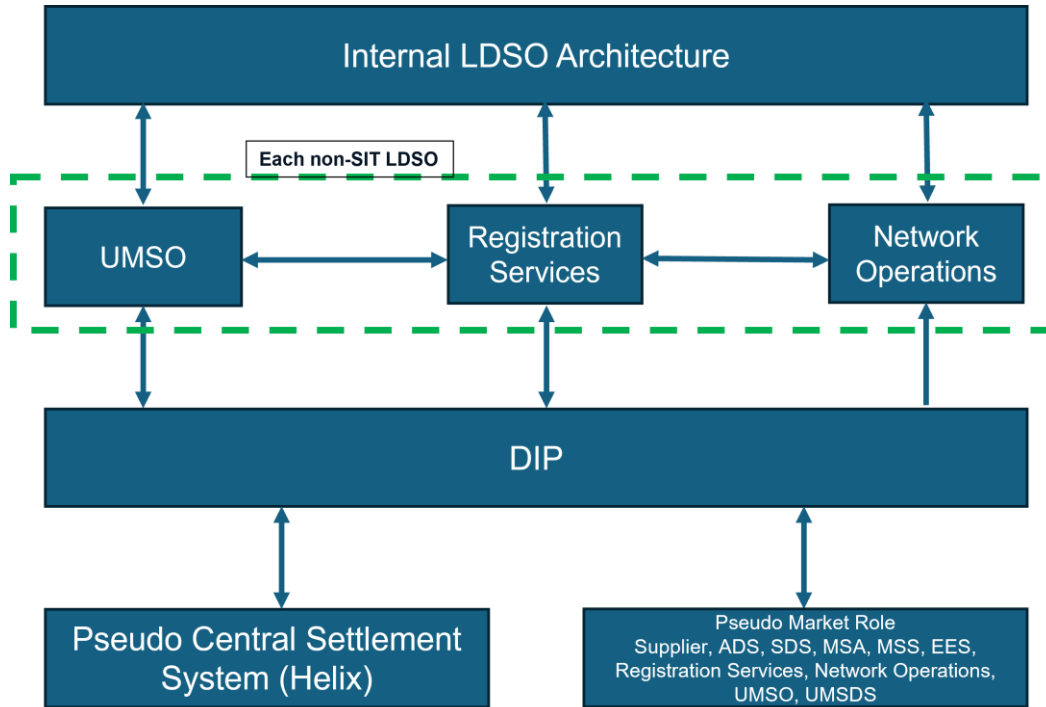 Internal LDSO Architecture
Each non-SIT LDSO
UMSO
Registration
Services
Network
Operations
DIP
Pseudo Central Settlement
System (Helix)
Pseudo Market Role
Supplier, ADS, SDS, MSA, MSS, EES,
Registration Services, Network Operations,
UMSO, UMSDS